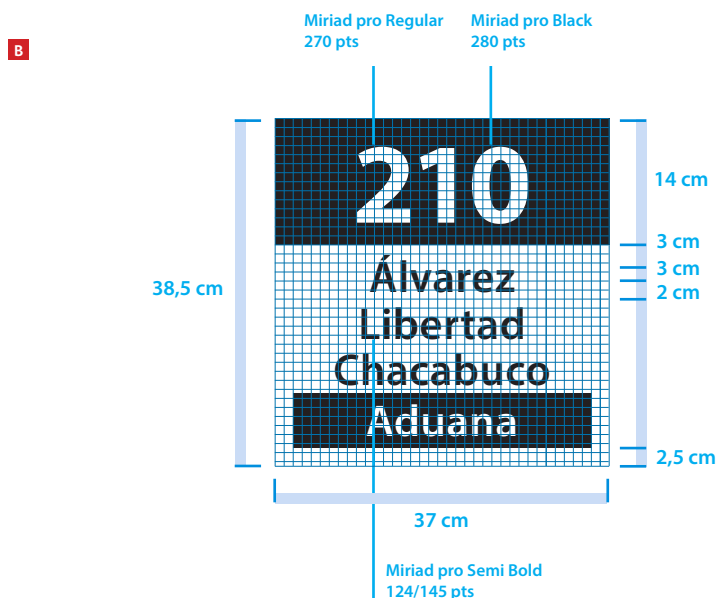 Miriad pro Regular
270 pts
Miriad pro Black
280 pts
B
210
14 cm
3 cm
3 cm
2 cm
38,5 cm
Álvarez
Libertad
Chacabuco
Aduana
2,5 cm
37 cm
Miriad pro Semi Bold
124/145 pts